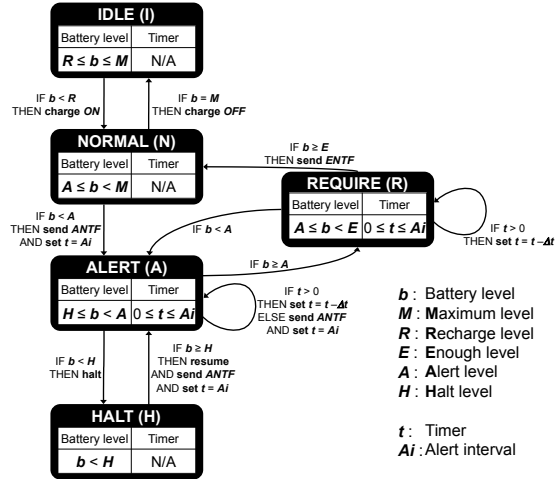 IDLE (I)
Battery level Timer
R ≤ b ≤ M N/A
IF b < R
THEN charge ON
IF b = M
THEN charge OFF
NORMAL (N)
Battery level Timer
A ≤ b < M N/A
IF b ≥ E
THEN send ENTF
REQUIRE (R)
Battery level Timer
A ≤ b < E 0 ≤ t ≤ Ai
IF t > 0
THEN set t = t –Δt
IF b < A
THEN send ANTF
AND set t = Ai
IF b < A
IF b ≥ A
ALERT (A)
Battery level Timer
H ≤ b < A 0 ≤ t ≤ Ai
IF t > 0
THEN set t = t –Δt
ELSE send ANTF
AND set t = Ai
IF b < H
THEN halt
IF b ≥ H
THEN resume
AND send ANTF
AND set t = Ai
HALT (H)
Battery level Timer
b < H N/A
b : Battery level
M : Maximum level
R : Recharge level
E : Enough level
A : Alert level
H : Halt level
t : Timer
Ai : Alert interval